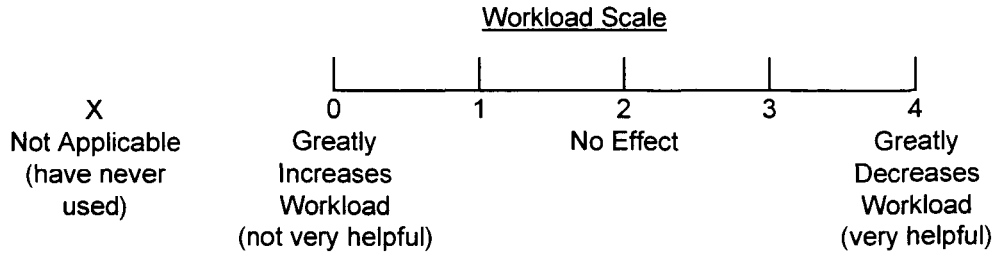 Workload Scale
X 0 1 2 3 4
Not Applicable Greatly No Effect Greatly
(have never Increases Decreases
used) Workload Workload
(not very helpful) (very helpful)